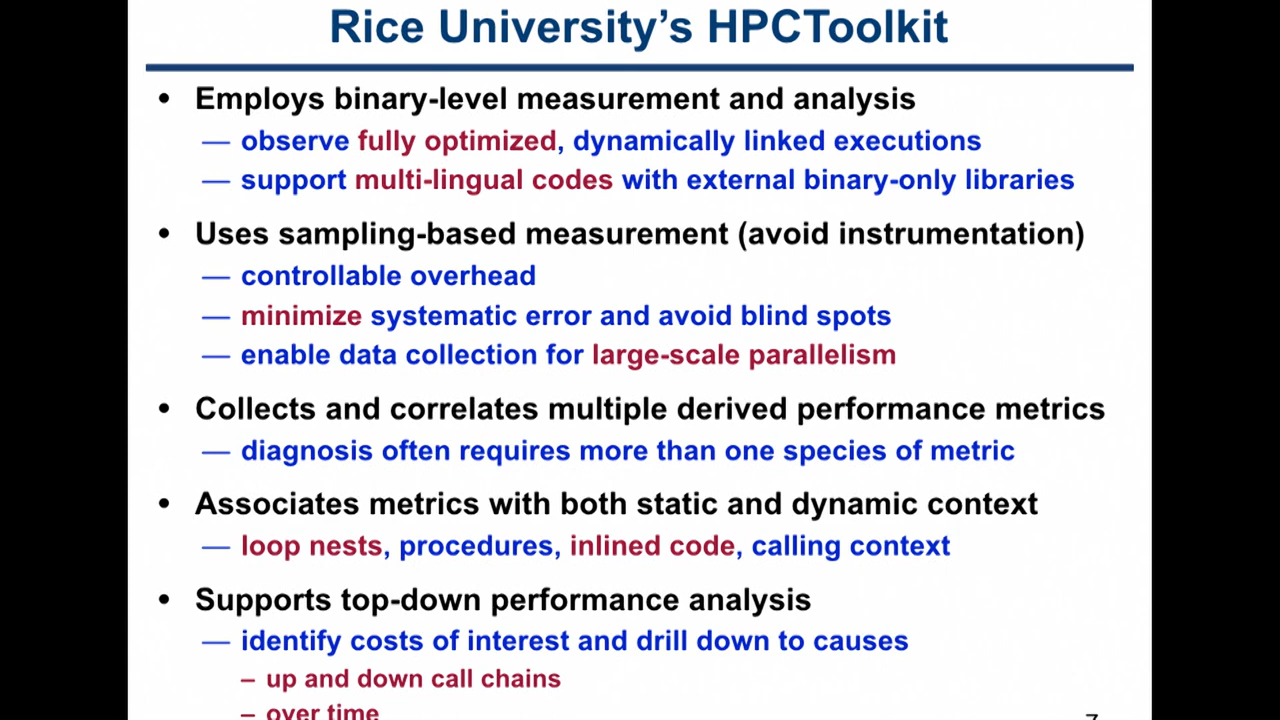 Rice University's HPCToolkit
• Employs binary-level measurement and analysis
— observe fully optimized, dynamically linked executions
— support multi-lingual codes with external binary-only libraries
• Uses sampling-based measurement (avoid instrumentation)
— controllable overhead
— minimize systematic error and avoid blind spots
— enable data collection for large-scale parallelism
• Collects and correlates multiple derived performance metrics
— diagnosis often requires more than one species of metric
• Associates metrics with both static and dynamic context
— loop nests, procedures, inlined code, calling context
• Supports top-down performance analysis
— identify costs of interest and drill down to causes
– up and down call chains
– over time
7